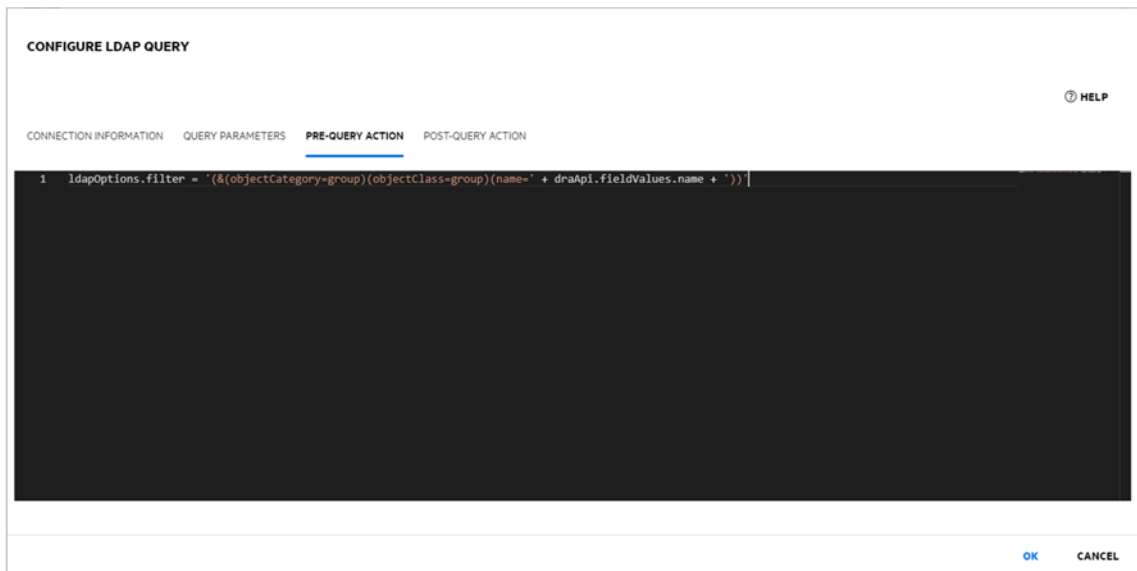 CONFIGURE LDAP QUERY
HELP
CONNECTION INFORMATION QUERY PARAMETERS PRE-QUERY ACTION POST-QUERY ACTION
1 ldapOptions.filter = '(&(objectCategory=group)(objectClass=group)(name=' + draApi.fieldValues.name + '))'
OK CANCEL